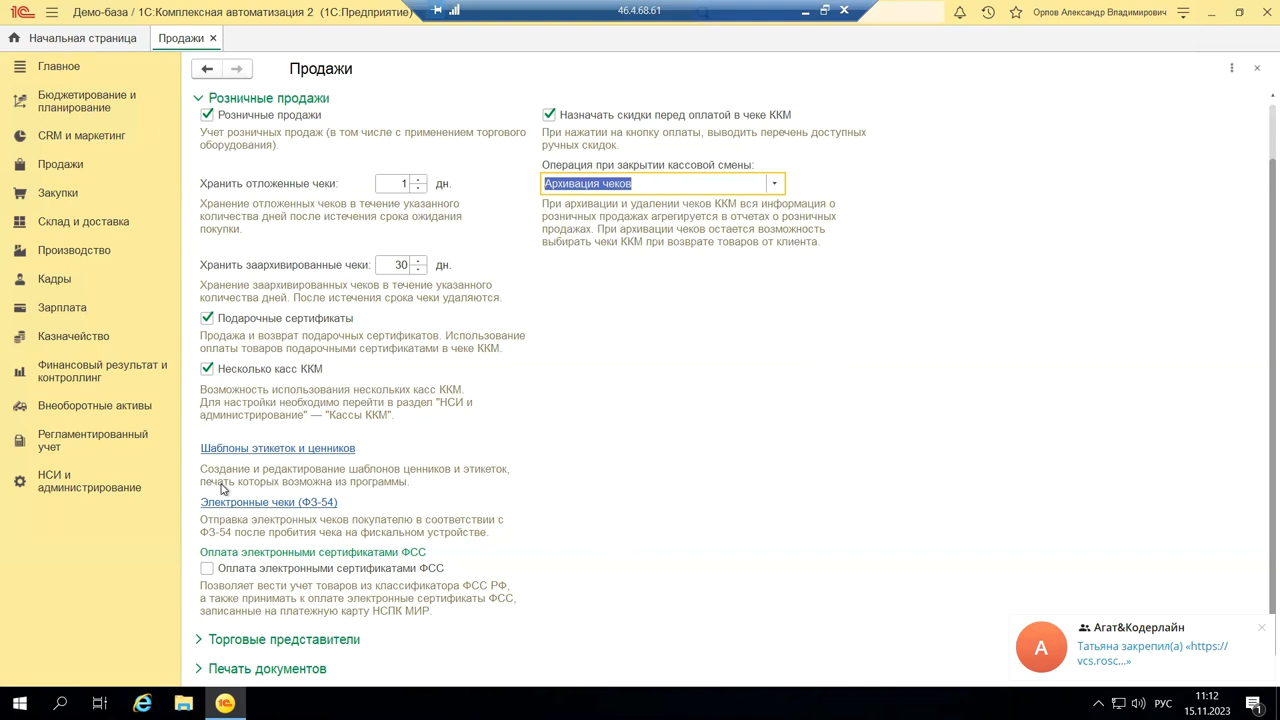 Демо-база / 1С:Комплексная автоматизация 2 (1С:Предприятие)
46.4.68.61
Орлов Александр Владимирович
Начальная страница
Продажи
Главное
Бюджетирование и
планирование
CRM и маркетинг
Продажи
Закупки
Склад и доставка
Производство
Кадры
Зарплата
Казначейство
Финансовый результат и
контроллинг
Внеоборотные активы
Регламентированный
учет
НСИ и
администрирование
Продажи
Розничные продажи
Розничные продажи
Учет розничных продаж (в том числе с применением торгового
оборудования).
Хранить отложенные чеки: 1 дн.
Хранение отложенных чеков в течение указанного
количества дней после истечения срока ожидания
покупки.
Хранить заархивированные чеки: 30 дн.
Хранение заархивированных чеков в течение указанного
количества дней. После истечения срока чеки удаляются.
Подарочные сертификаты
Продажа и возврат подарочных сертификатов. Использование
оплаты товаров подарочными сертификатами в чеке ККМ.
Несколько касс ККМ
Возможность использования нескольких касс ККМ.
Для настройки необходимо перейти в раздел "НСИ и
администрирование" — "Кассы ККМ".
Шаблоны этикеток и ценников
Создание и редактирование шаблонов ценников и этикеток,
печать которых возможна из программы.
Электронные чеки (ФЗ-54)
Отправка электронных чеков покупателю в соответствии с
ФЗ-54 после пробития чека на фискальном устройстве.
Оплата электронными сертификатами ФСС
Оплата электронными сертификатами ФСС
Позволяет вести учет товаров из классификатора ФСС РФ,
а также принимать к оплате электронные сертификаты ФСС,
записанные на платежную карту НСПК МИР.
Торговые представители
Печать документов
Назначать скидки перед оплатой в чеке ККМ
При нажатии на кнопку оплаты, выводить перечень доступных
ручных скидок.
Операция при закрытии кассовой смены:
Архивация чеков
При архивации и удалении чеков ККМ вся информация о
розничных продажах агрегируется в отчетах о розничных
продажах. При архивации чеков остается возможность
выбирать чеки ККМ при возврате товаров от клиента.
А
Агат&Кодерлайн
Татьяна закрепил(а) «https://
vcs.rosc...»
РУС
11:12
15.11.2023
1